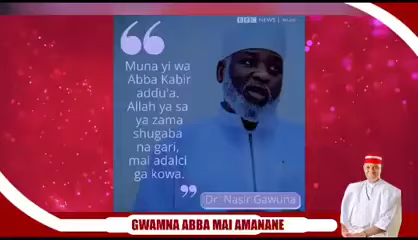 BBC NEWS HAUSA
Muna yi wa
Abba Kabir
addu'a.
Allah ya sa
ya zama
shugaba
na gari,
mai adalci
ga kowa.
Dr. Nasir Gawuna
GWAMNA ABBA MAI AMANANE